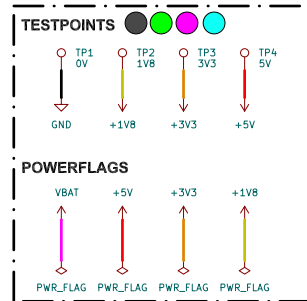 TESTPOINTS
TP1 TP2 TP3 TP4
0V 1V8 3V3 5V
GND +1V8 +3V3 +5V
POWERFLAGS
VBAT +5V +3V3 +1V8
PWR_FLAG PWR_FLAG PWR_FLAG PWR_FLAG